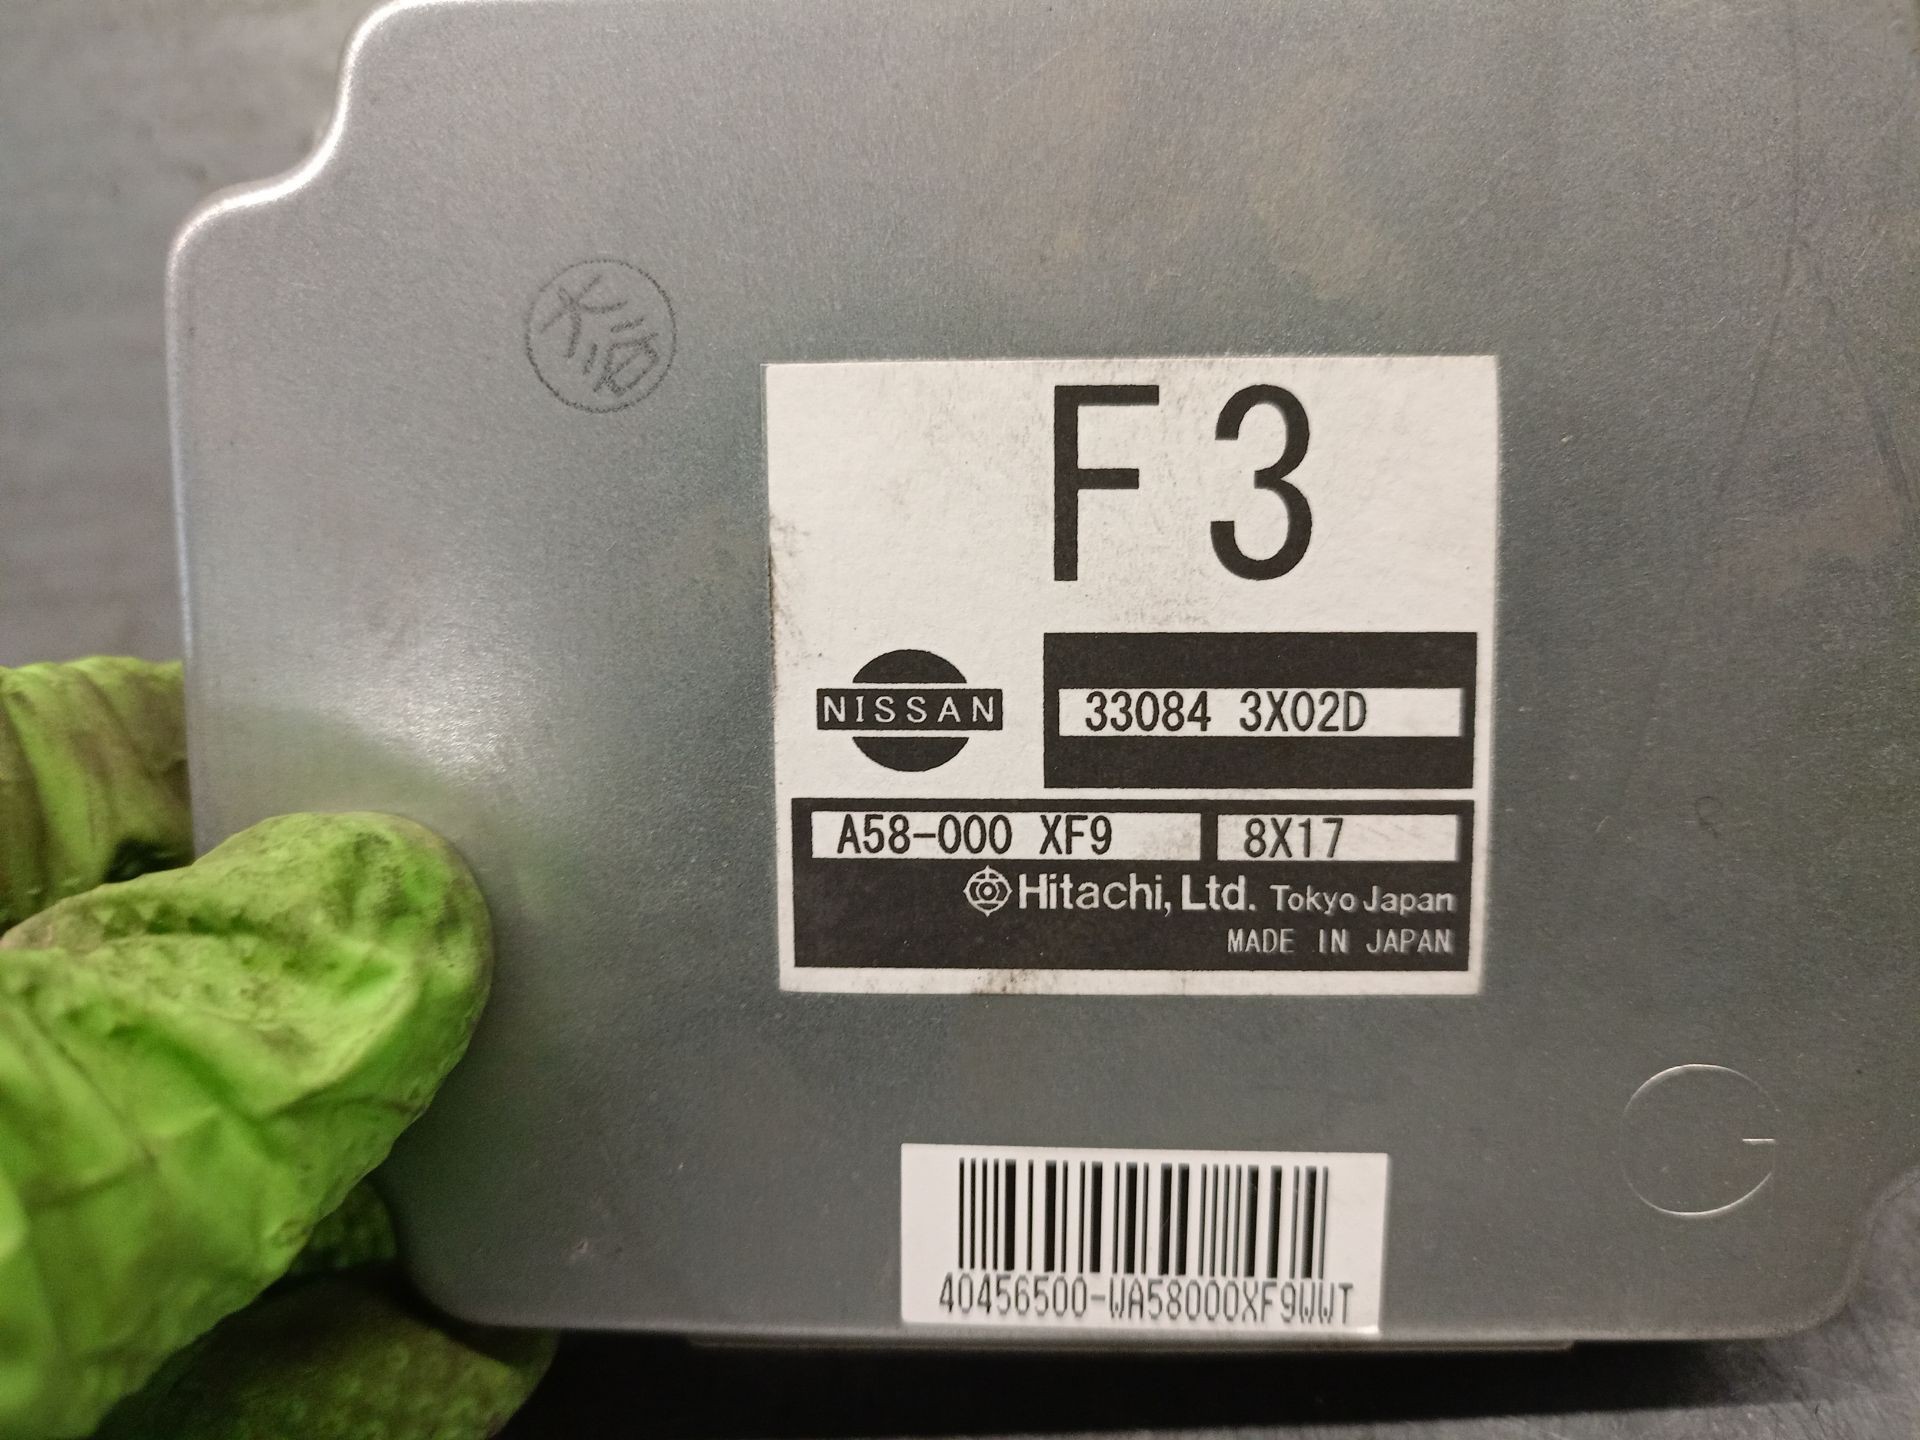 F3
NISSAN
33084 3X02D
A58-000 XF9
8X17
Hitachi, Ltd. Tokyo Japan
MADE IN JAPAN
40456500-WA58000XF9WWT